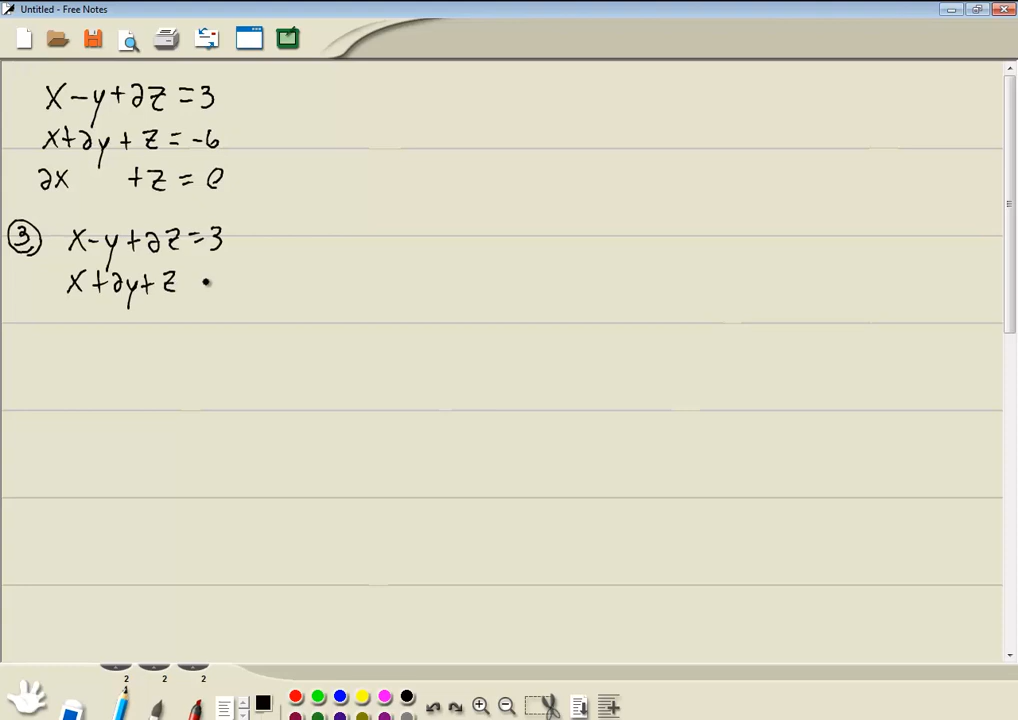 Untitled - Free Notes
x-y+2z=3
x+2y+z=-6
2x +z=0
3 x-y+2z=3
x+2y+z
2 2 2